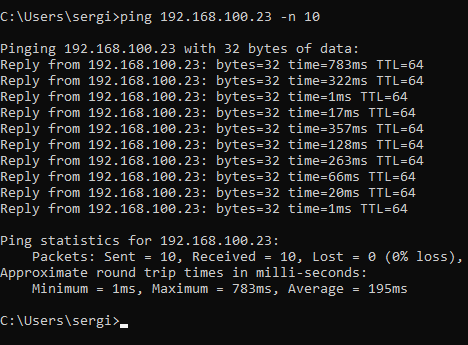 C:\Users\sergi>ping 192.168.100.23 -n 10
Pinging 192.168.100.23 with 32 bytes of data:
Reply from 192.168.100.23: bytes=32 time=783ms TTL=64
Reply from 192.168.100.23: bytes=32 time=322ms TTL=64
Reply from 192.168.100.23: bytes=32 time=1ms TTL=64
Reply from 192.168.100.23: bytes=32 time=17ms TTL=64
Reply from 192.168.100.23: bytes=32 time=357ms TTL=64
Reply from 192.168.100.23: bytes=32 time=128ms TTL=64
Reply from 192.168.100.23: bytes=32 time=263ms TTL=64
Reply from 192.168.100.23: bytes=32 time=66ms TTL=64
Reply from 192.168.100.23: bytes=32 time=20ms TTL=64
Reply from 192.168.100.23: bytes=32 time=1ms TTL=64
Ping statistics for 192.168.100.23:
    Packets: Sent = 10, Received = 10, Lost = 0 (0% loss),
Approximate round trip times in milli-seconds:
    Minimum = 1ms, Maximum = 783ms, Average = 195ms
C:\Users\sergi>